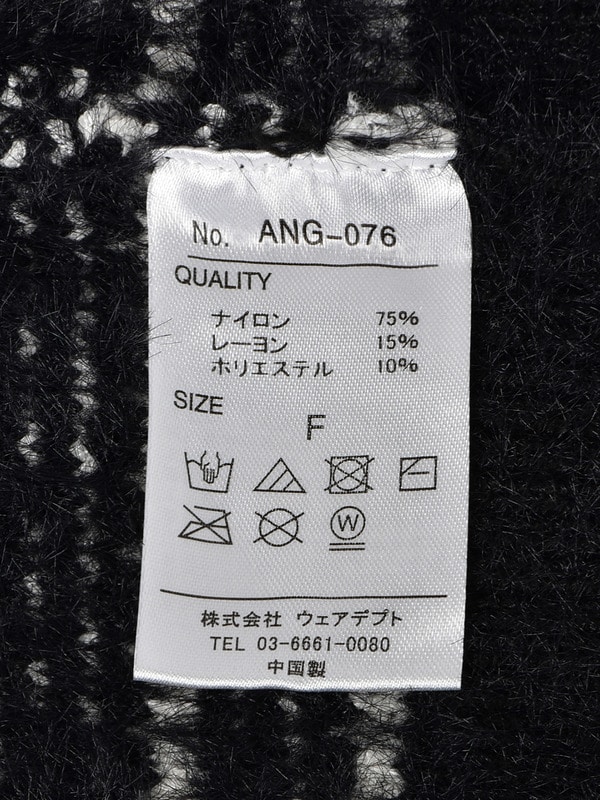 No. ANG-076
QUALITY
ナイロン 75%
レーヨン 15%
ポリエステル 10%
SIZE
F
W
株式会社 ウェアデプト
TEL 03-6661-0080
中国製